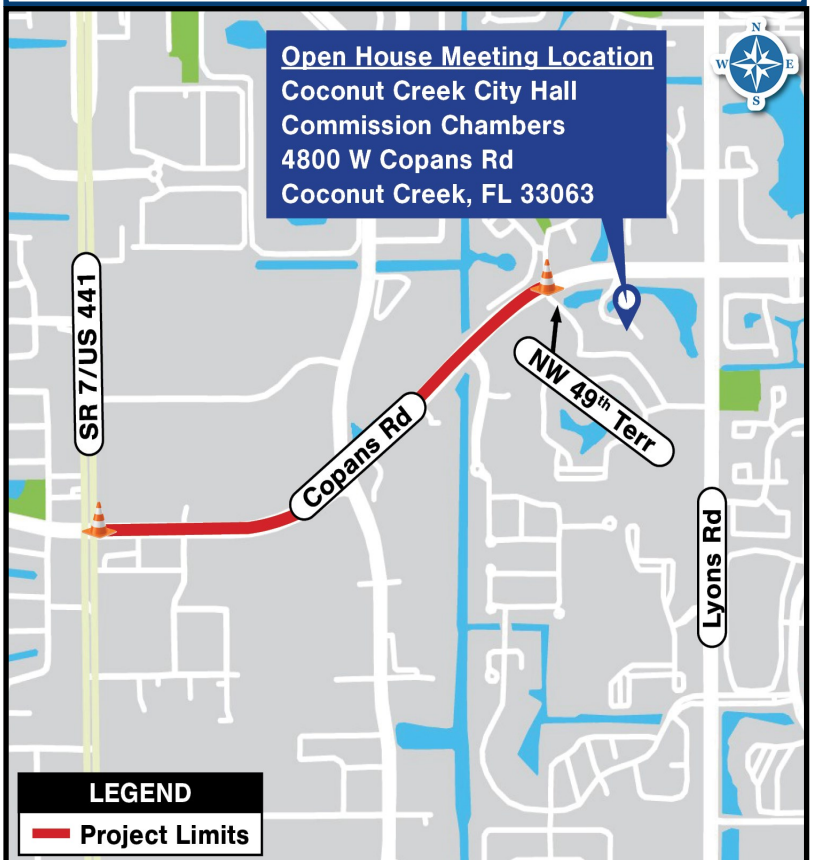 N
W E
S
Open House Meeting Location
Coconut Creek City Hall
Commission Chambers
4800 W Copans Rd
Coconut Creek, FL 33063
SR 7/US 441
NW 49th Terr
Copans Rd
Lyons Rd
LEGEND
Project Limits